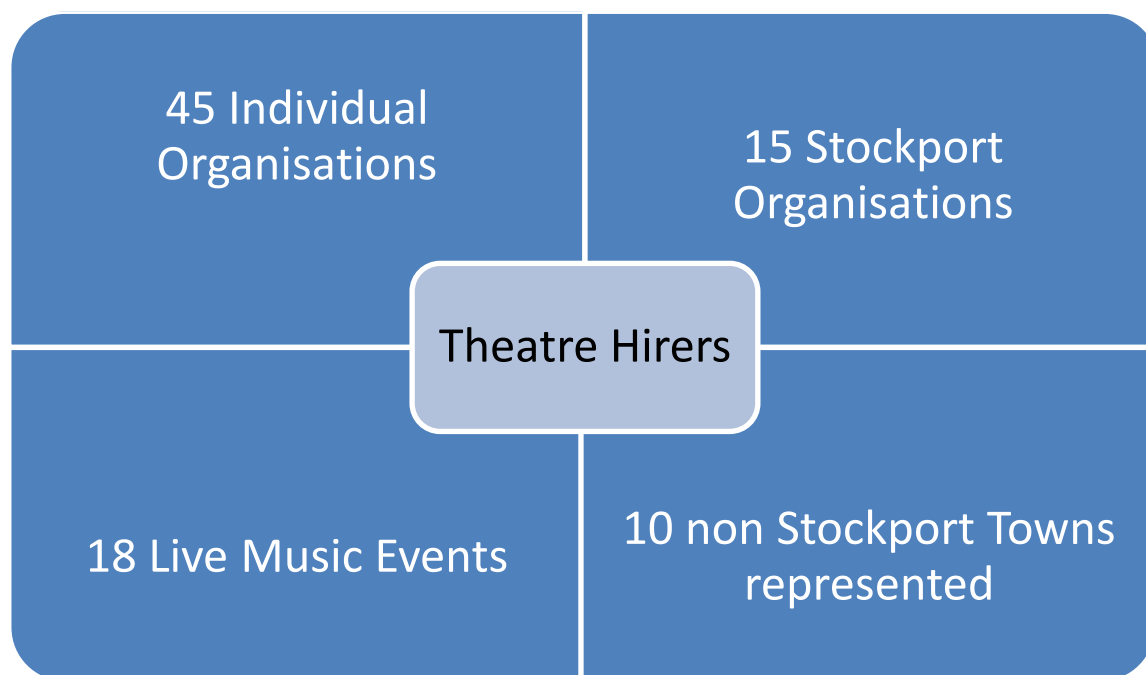 45 Individual
Organisations
15 Stockport
Organisations
Theatre Hirers
18 Live Music Events
10 non Stockport Towns
represented